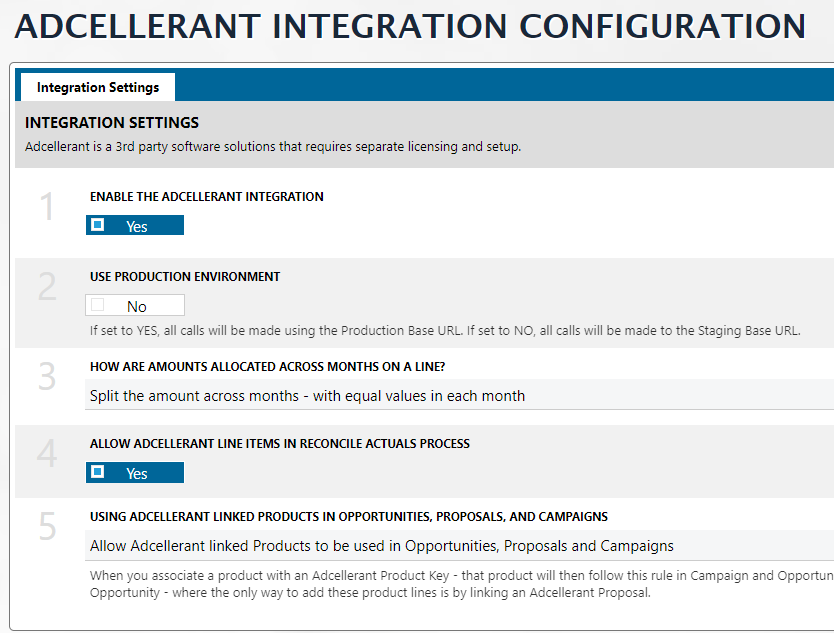 ADCELLERANT INTEGRATION CONFIGURATION
Integration Settings
INTEGRATION SETTINGS
Adcellerant is a 3rd party software solutions that requires separate licensing and setup.
1
ENABLE THE ADCELLERANT INTEGRATION
Yes
2
USE PRODUCTION ENVIRONMENT
No
If set to YES, all calls will be made using the Production Base URL. If set to NO, all calls will be made to the Staging Base URL.
3
HOW ARE AMOUNTS ALLOCATED ACROSS MONTHS ON A LINE?
Split the amount across months - with equal values in each month
4
ALLOW ADCELLERANT LINE ITEMS IN RECONCILE ACTUALS PROCESS
Yes
5
USING ADCELLERANT LINKED PRODUCTS IN OPPORTUNITIES, PROPOSALS, AND CAMPAIGNS
Allow Adcellerant linked Products to be used in Opportunities, Proposals and Campaigns
When you associate a product with an Adcellerant Product Key - that product will then follow this rule in Campaign and Opportun
Opportunity - where the only way to add these product lines is by linking an Adcellerant Proposal.